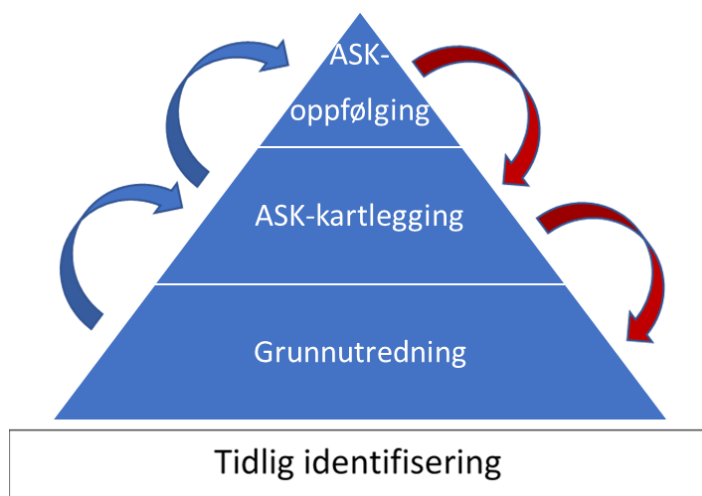 ASK-
oppfølging
ASK-kartlegging
Grunnutredning
Tidlig identifisering